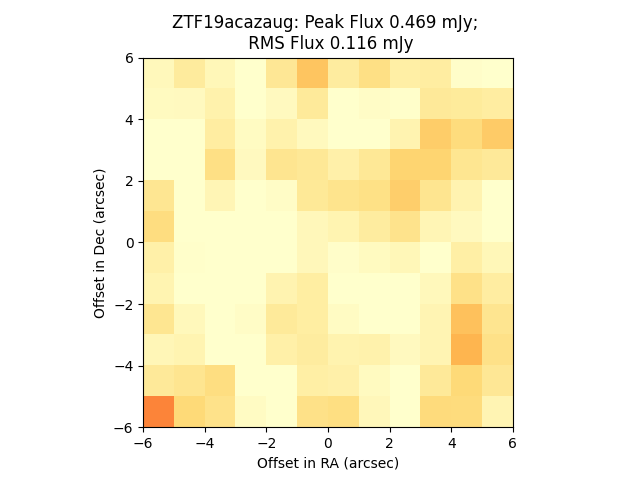 ZTF19acazaug: Peak Flux 0.469 mJy;
RMS Flux 0.116 mJy
6
4
2
0
−2
−4
−6
Offset in Dec (arcsec)
−6 −4 −2 0 2 4 6
Offset in RA (arcsec)